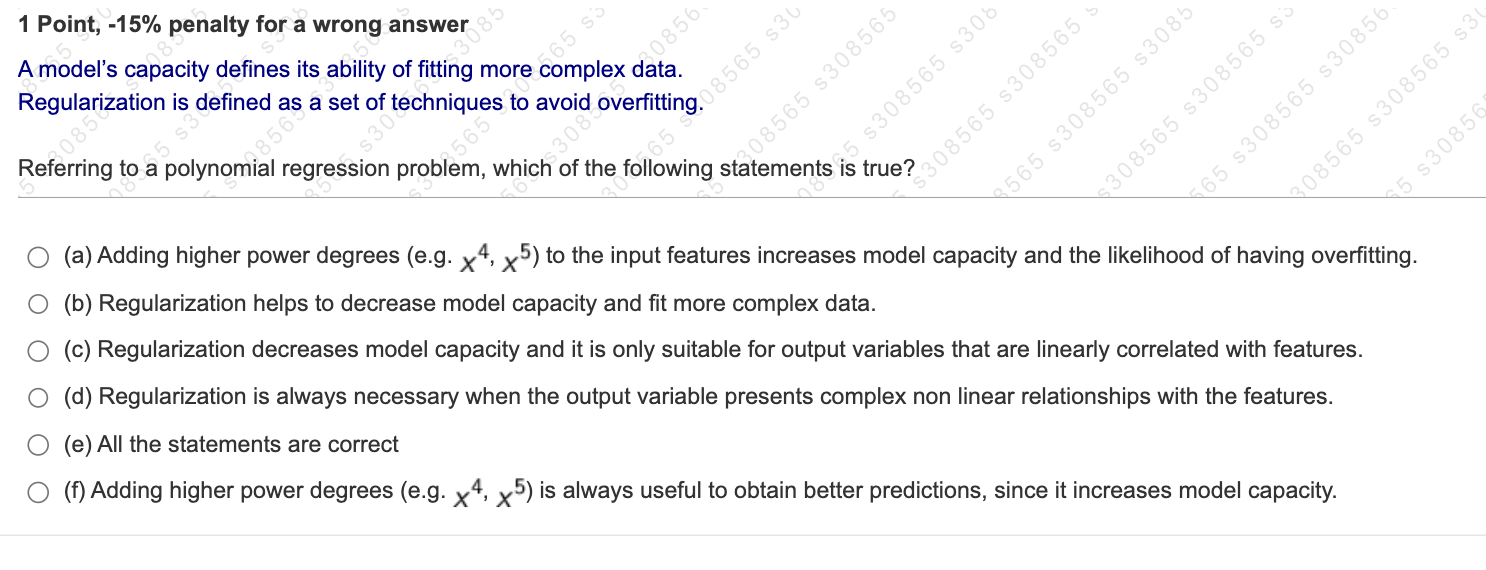 1 Point, -15% penalty for a wrong answer
A model’s capacity defines its ability of fitting more complex data.
Regularization is defined as a set of techniques to avoid overfitting.
Referring to a polynomial regression problem, which of the following statements is true?
(a) Adding higher power degrees (e.g. x⁴, x⁵) to the input features increases model capacity and the likelihood of having overfitting.
(b) Regularization helps to decrease model capacity and fit more complex data.
(c) Regularization decreases model capacity and it is only suitable for output variables that are linearly correlated with features.
(d) Regularization is always necessary when the output variable presents complex non linear relationships with the features.
(e) All the statements are correct
(f) Adding higher power degrees (e.g. x⁴, x⁵) is always useful to obtain better predictions, since it increases model capacity.